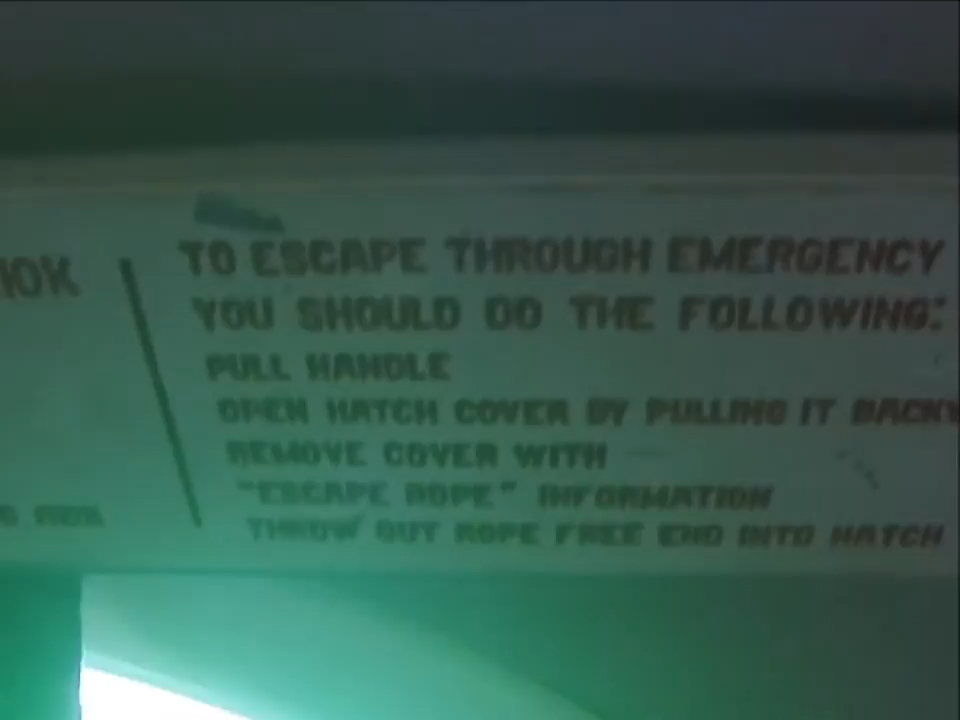 TO ESCAPE THROUGH EMERGENCY
YOU SHOULD DO THE FOLLOWING:
PULL HANDLE
OPEN HATCH COVER BY PULLING IT BACKW
REMOVE COVER WITH
"ESCAPE ROPE" INFORMATION
THROW OUT ROPE FREE END INTO HATCH